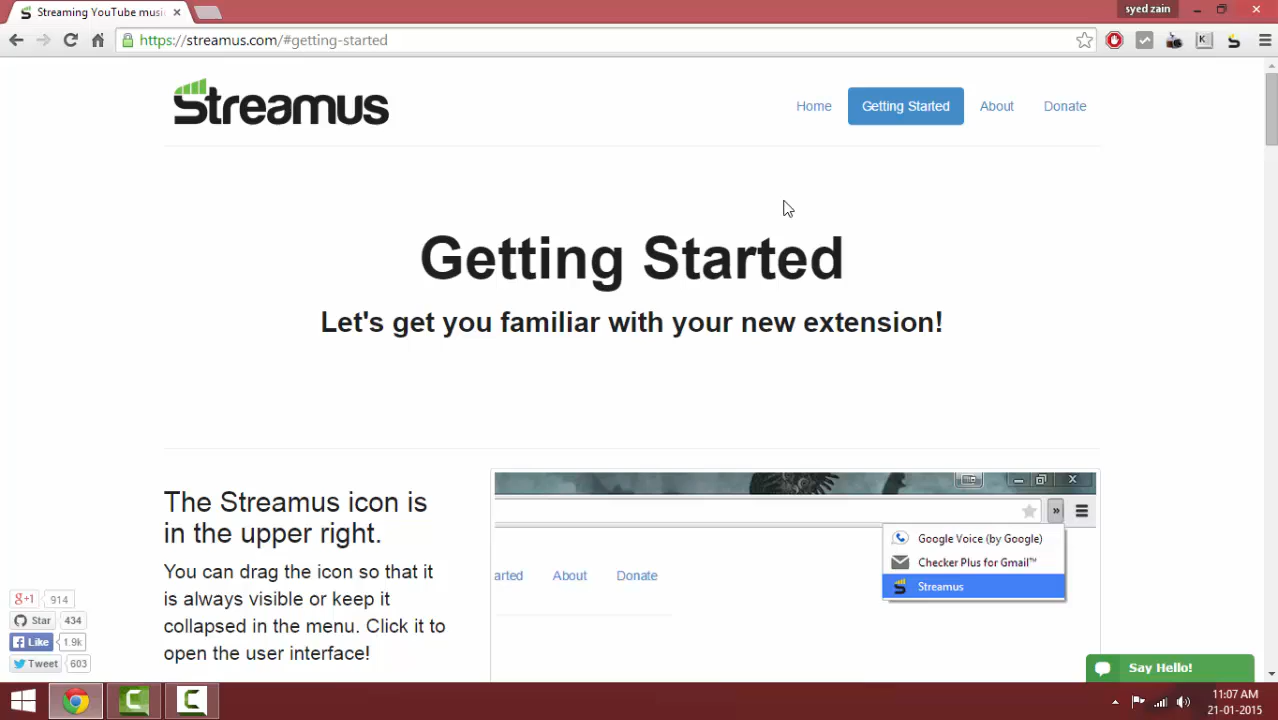 Streaming YouTube musi
syed zain
https://streamus.com/#getting-started
Streamus
Home
Getting Started
About
Donate
Getting Started
Let's get you familiar with your new extension!
The Streamus icon is
in the upper right.
You can drag the icon so that it
is always visible or keep it
collapsed in the menu. Click it to
open the user interface!
Google Voice (by Google)
Checker Plus for Gmail™
Streamus
arted
About
Donate
g+1 914
Star 434
Like 1.9k
Tweet 603
Say Hello!
11:07 AM
21-01-2015